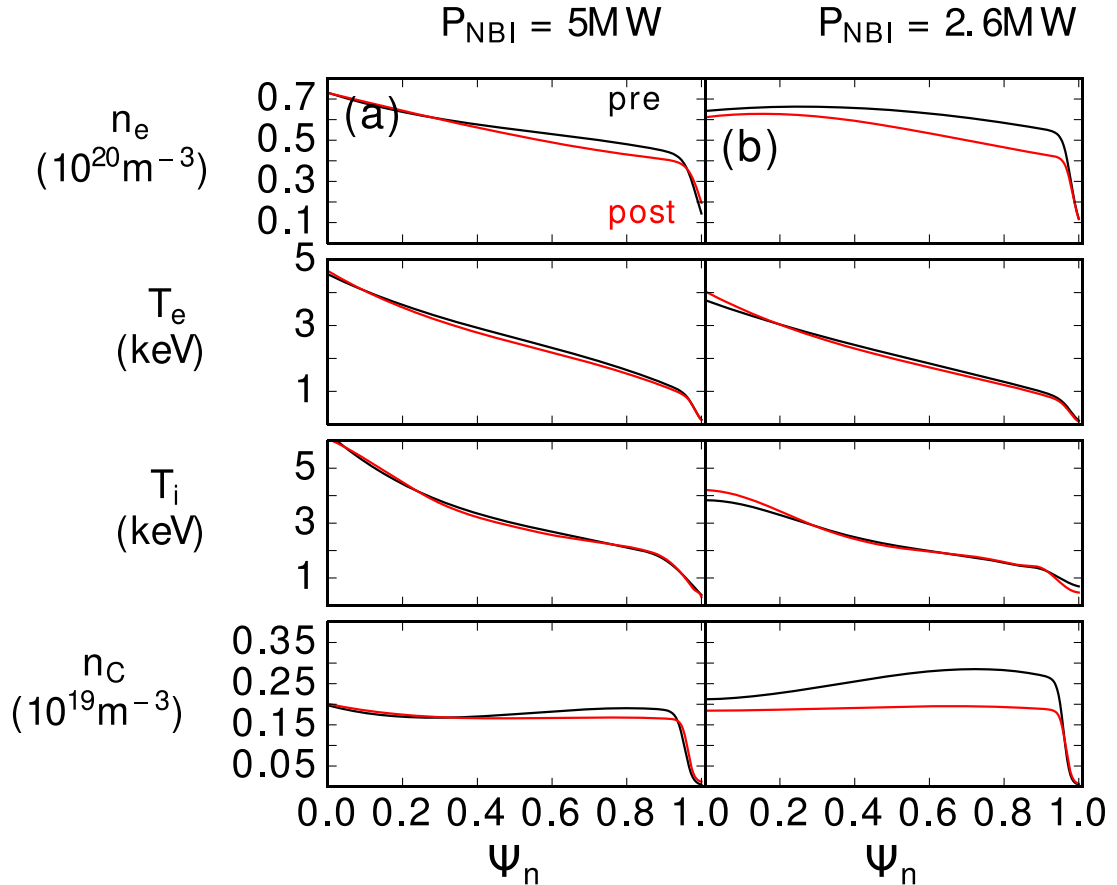 P_NBI = 5MW P_NBI = 2.6MW
n_e
(10^20 m^−3)
0.7
0.5
0.3
0.1
(a)
pre
post
(b)
T_e
(keV)
5
3
1
T_i
(keV)
5
3
1
n_C
(10^19 m^−3)
0.35
0.25
0.15
0.05
0.0 0.2 0.4 0.6 0.8 1.0 0.2 0.4 0.6 0.8 1.0
Ψ_n Ψ_n